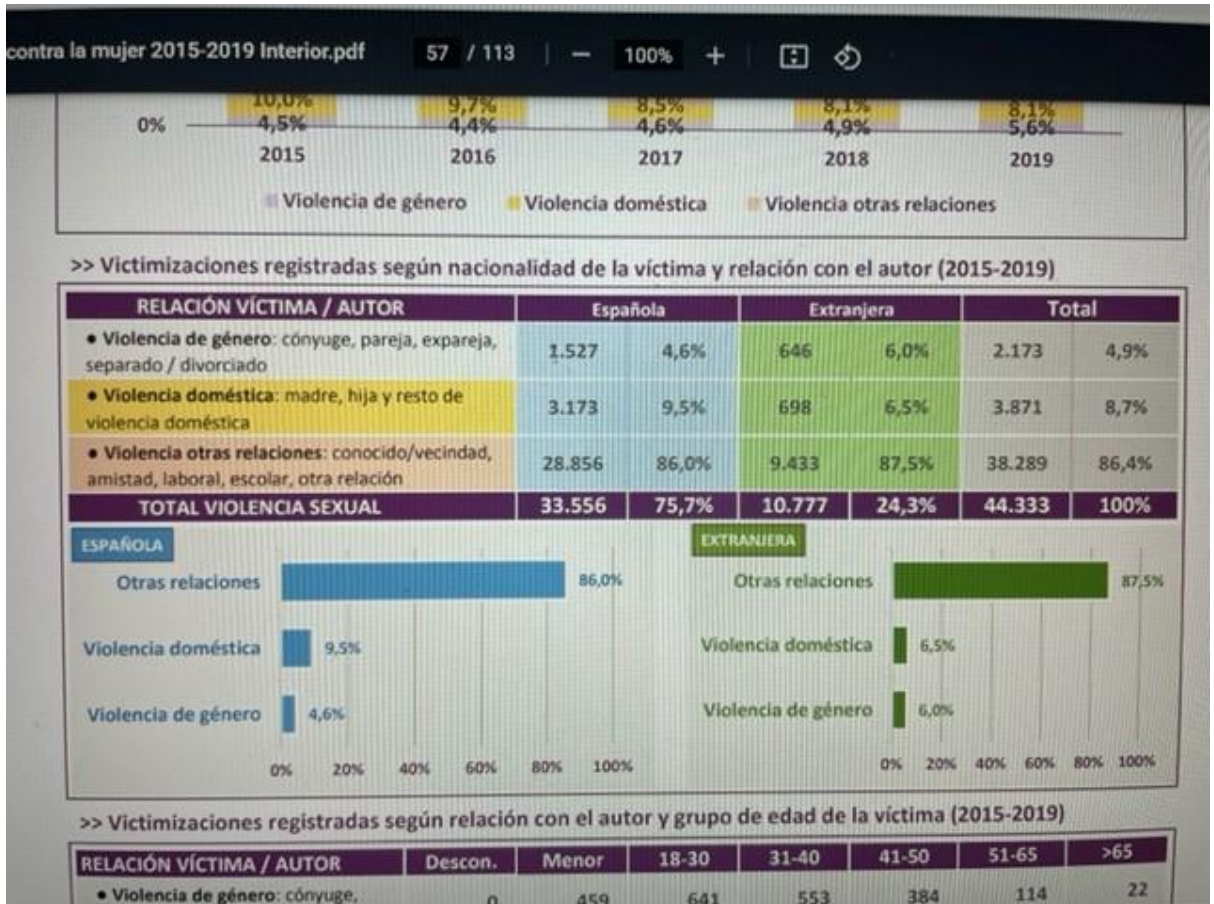 contra la mujer 2015-2019 Interior.pdf 57 / 113 — 100% +
10,0% 9,7% 8,5% 8,1% 8,1%
0% 4,5% 4,4% 4,6% 4,9% 5,6%
2015 2016 2017 2018 2019
Violencia de género Violencia doméstica Violencia otras relaciones
>> Victimizaciones registradas según nacionalidad de la víctima y relación con el autor (2015-2019)
RELACIÓN VÍCTIMA / AUTOR Española Extranjera Total
• Violencia de género: cónyuge, pareja, expareja,
separado / divorciado 1.527 4,6% 646 6,0% 2.173 4,9%
• Violencia doméstica: madre, hija y resto de
violencia doméstica 3.173 9,5% 698 6,5% 3.871 8,7%
• Violencia otras relaciones: conocido/vecindad,
amistad, laboral, escolar, otra relación 28.856 86,0% 9.433 87,5% 38.289 86,4%
TOTAL VIOLENCIA SEXUAL 33.556 75,7% 10.777 24,3% 44.333 100%
ESPAÑOLA
Otras relaciones 86,0%
Violencia doméstica 9,5%
Violencia de género 4,6%
0% 20% 40% 60% 80% 100%
EXTRANJERA
Otras relaciones 87,5%
Violencia doméstica 6,5%
Violencia de género 6,0%
0% 20% 40% 60% 80% 100%
>> Victimizaciones registradas según relación con el autor y grupo de edad de la víctima (2015-2019)
RELACIÓN VÍCTIMA / AUTOR Descon. Menor 18-30 31-40 41-50 51-65 >65
• Violencia de género: cónyuge, 0 459 641 553 384 114 22